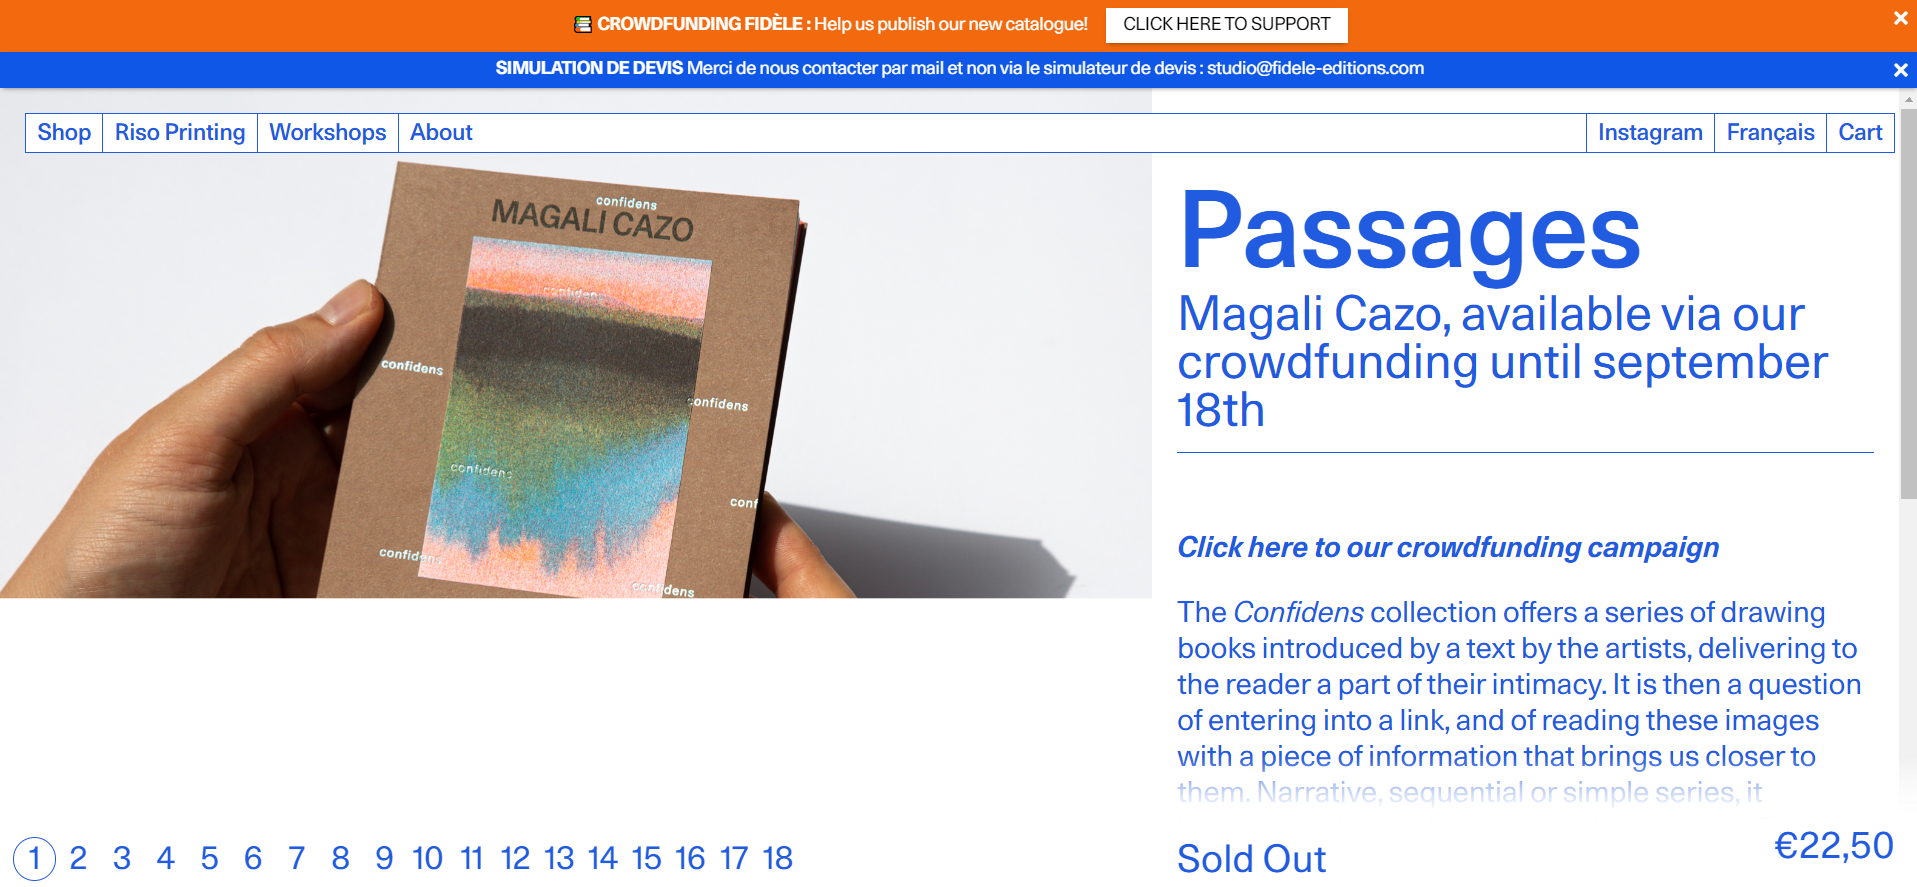 CROWDFUNDING FIDÈLE : Help us publish our new catalogue! CLICK HERE TO SUPPORT
SIMULATION DE DEVIS Merci de nous contacter par mail et non via le simulateur de devis : studio@fidele-editions.com
Shop Riso Printing Workshops About Instagram Français Cart
confidens
MAGALI CAZO
confidens
confidens
confidens
confidens
conf
confidens
confidens
Passages
Magali Cazo, available via our
crowdfunding until september
18th
Click here to our crowdfunding campaign
The Confidens collection offers a series of drawing
books introduced by a text by the artists, delivering to
the reader a part of their intimacy. It is then a question
of entering into a link, and of reading these images
with a piece of information that brings us closer to
them. Narrative, sequential or simple series, it
1 2 3 4 5 6 7 8 9 10 11 12 13 14 15 16 17 18
Sold Out
€22,50